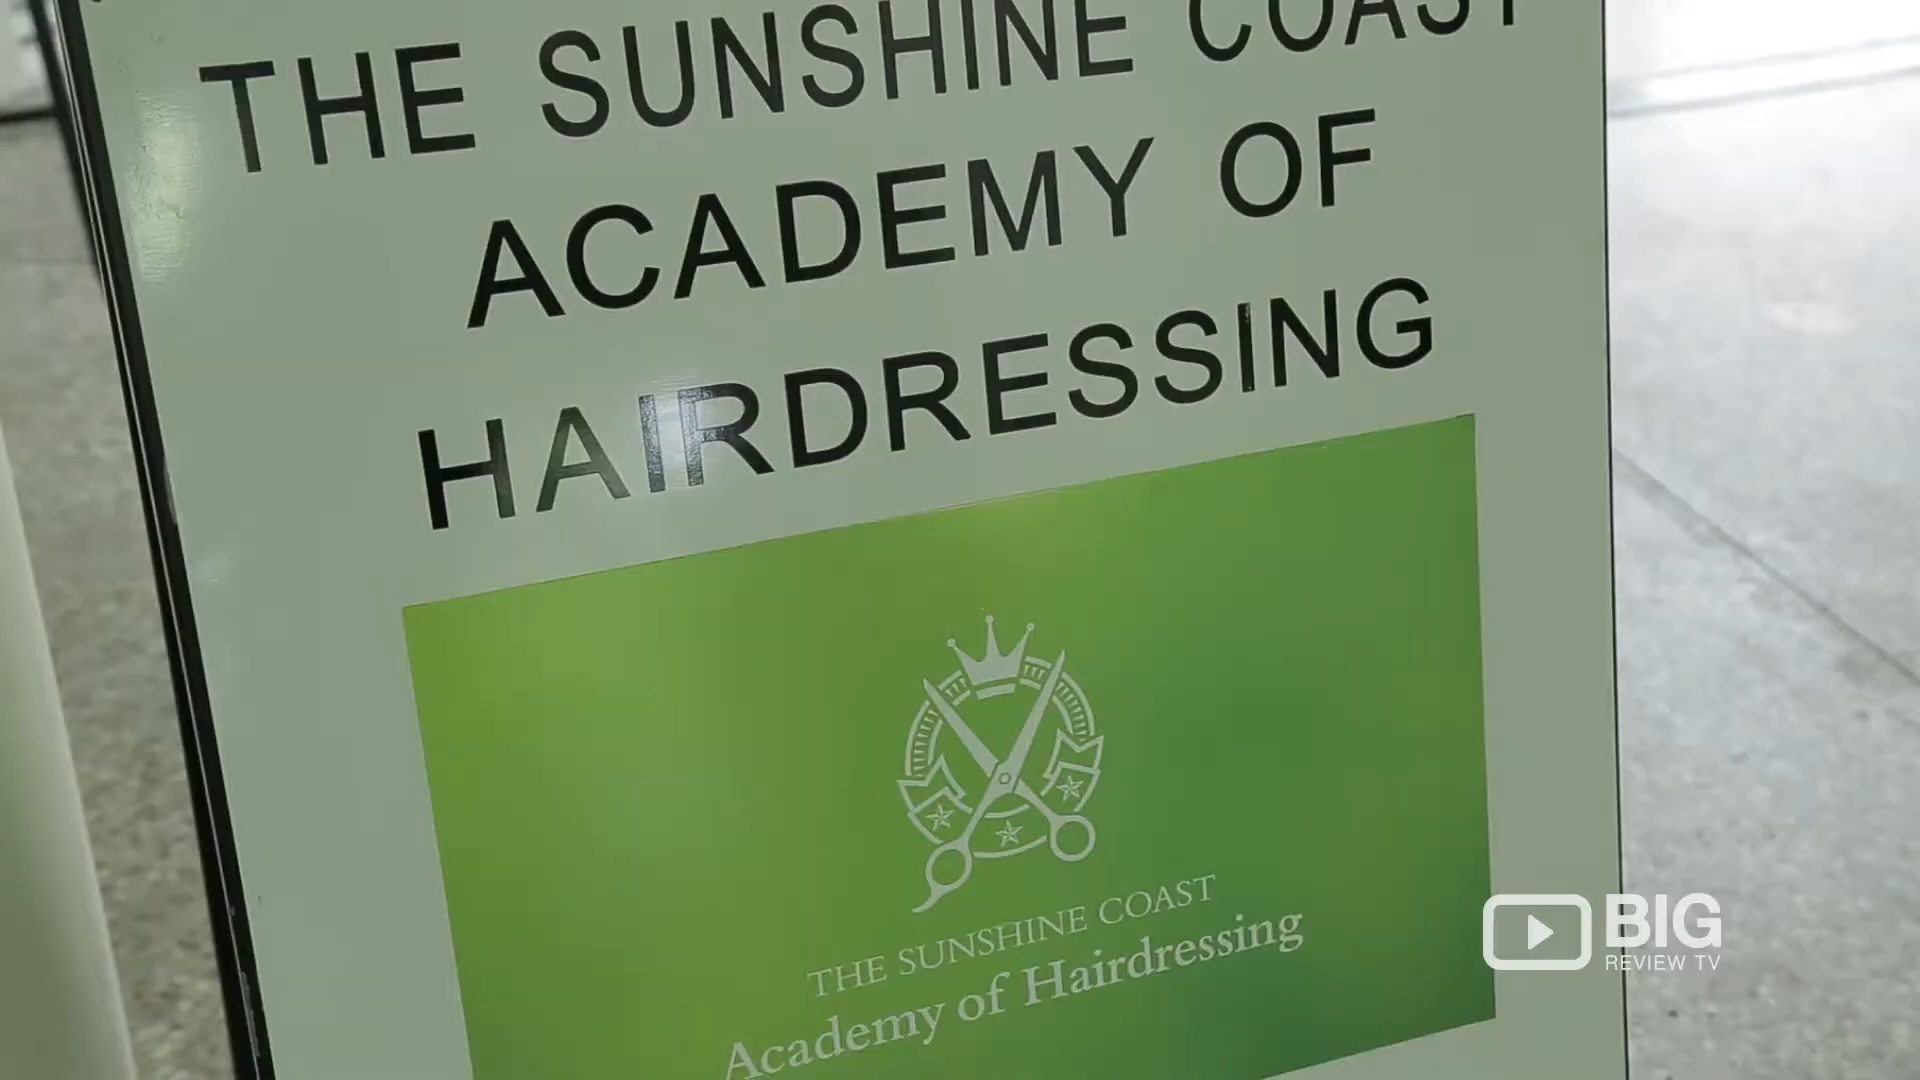 THE SUNSHINE COAST
ACADEMY OF
HAIRDRESSING
THE SUNSHINE COAST
Academy of Hairdressing
BIG
REVIEW TV